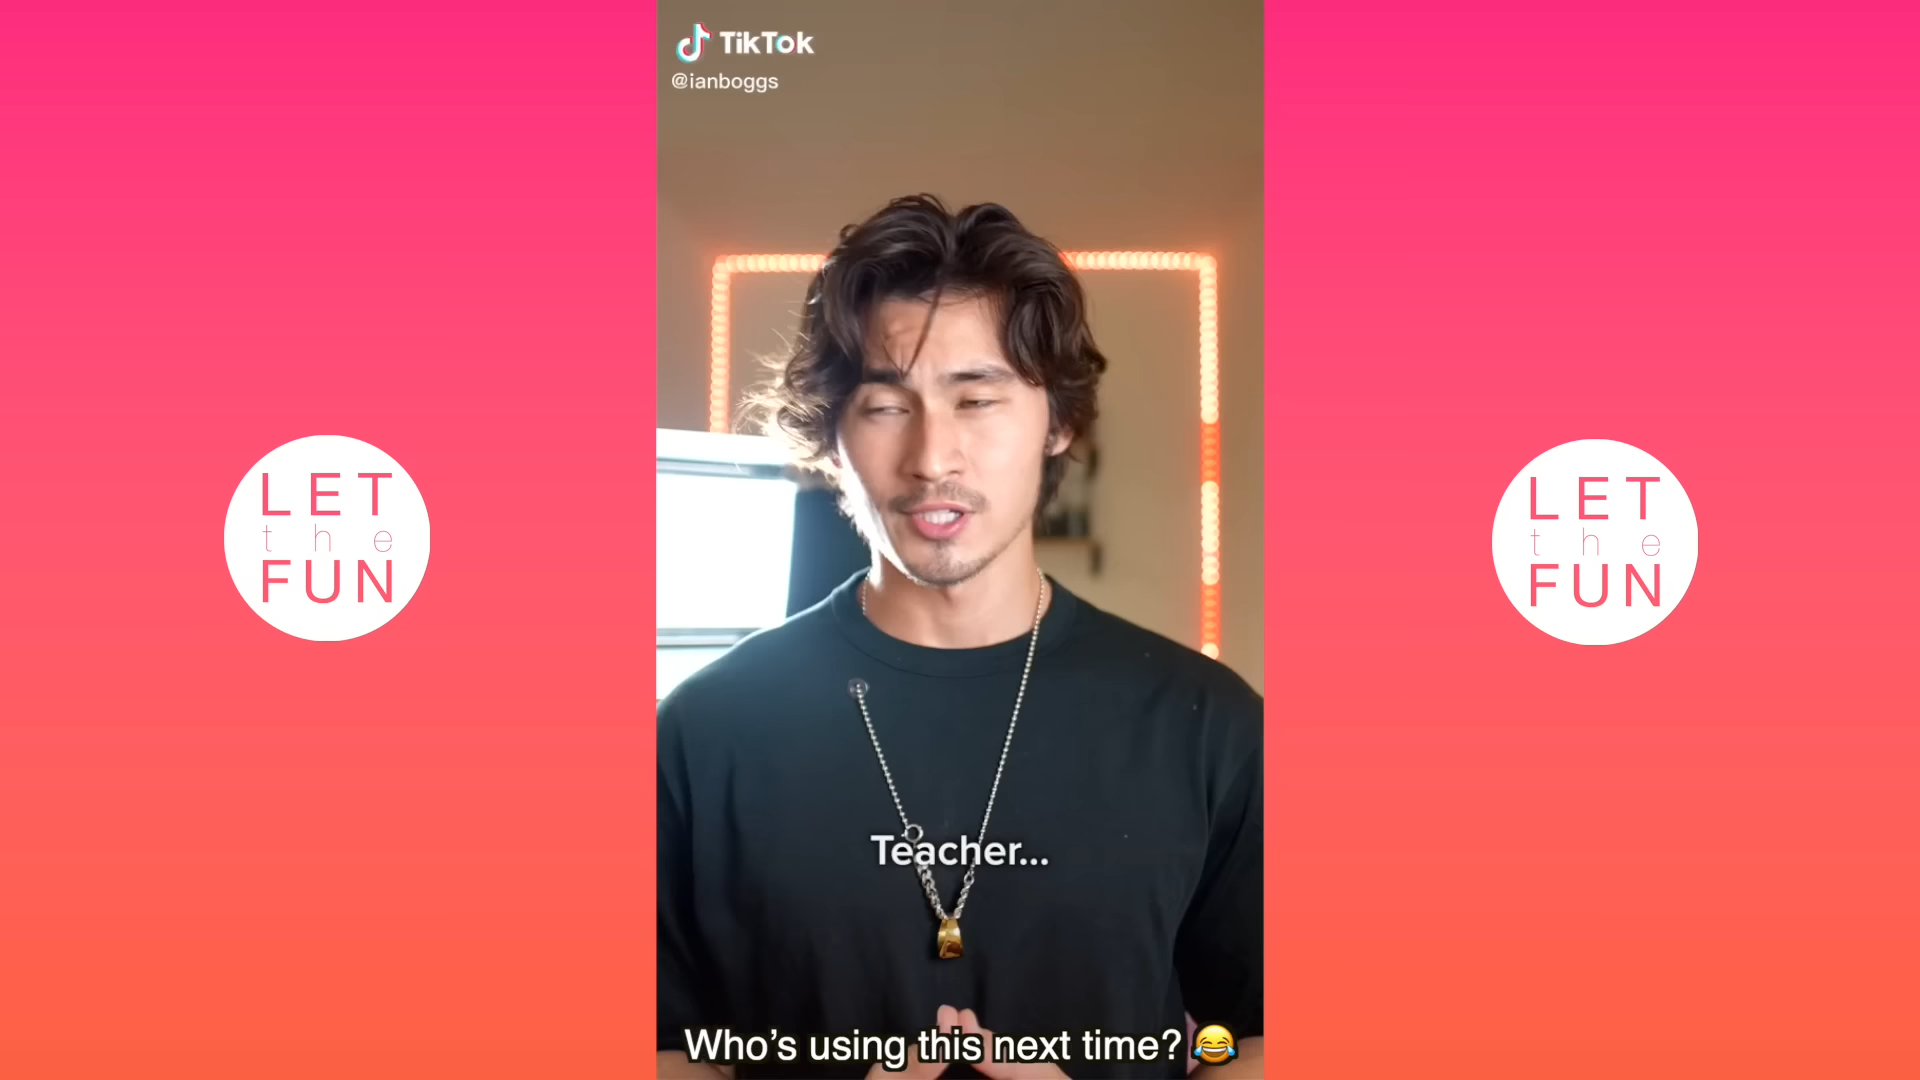 TikTok
@ianboggs
LET
the
FUN
LET
the
FUN
Teacher...
Who's using this next time? 😂